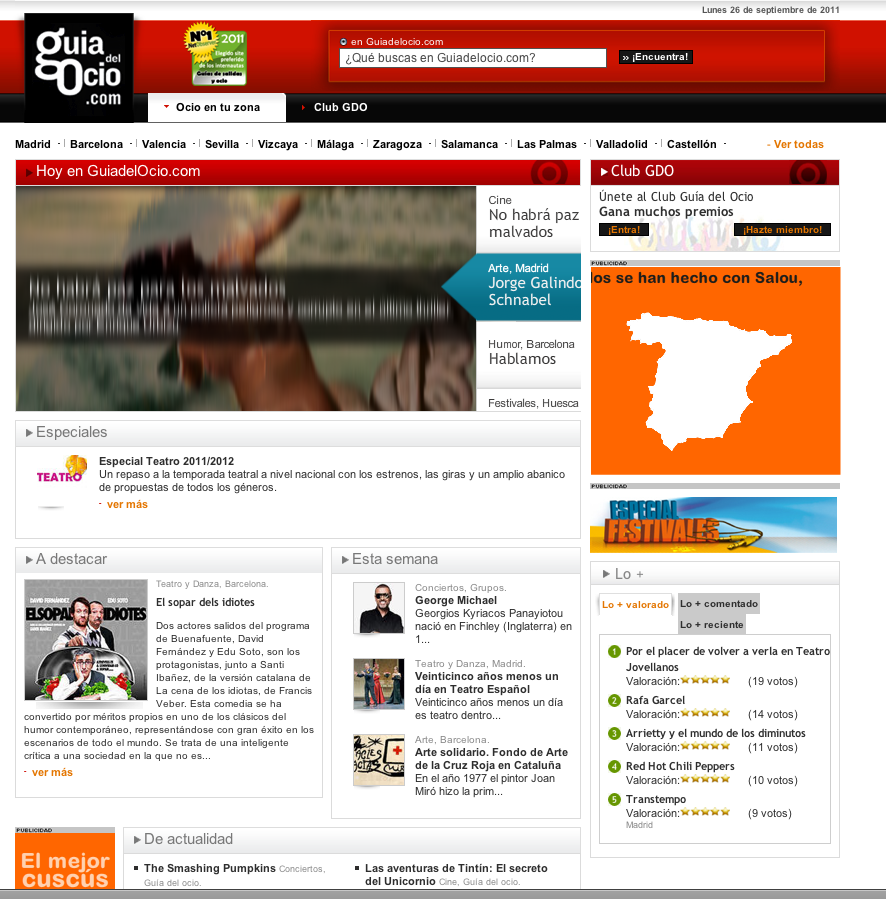 Lunes 26 de septiembre de 2011
Guia del Ocio .com
Nº1 2011
Elegido site preferido de los internautas
Guías de salidas y ocio
en Guiadelocio.com
¿Qué buscas en Guiadelocio.com?
» ¡Encuentra!
Ocio en tu zona
Club GDO
Madrid · Barcelona · Valencia · Sevilla · Vizcaya · Málaga · Zaragoza · Salamanca · Las Palmas · Valladolid · Castellón ·
- Ver todas
Hoy en GuiadelOcio.com
No habrá paz para los malvados
Cine
No habrá paz
malvados
Arte, Madrid
Jorge Galindo
Schnabel
Humor, Barcelona
Hablamos
Festivales, Huesca
Club GDO
Únete al Club Guía del Ocio
Gana muchos premios
¡Entra!
¡Hazte miembro!
PUBLICIDAD
los se han hecho con Salou,
PUBLICIDAD
ESPECIAL
FESTIVALES
Especiales
TEATRO
Especial Teatro 2011/2012
Un repaso a la temporada teatral a nivel nacional con los estrenos, las giras y un amplio abanico
de propuestas de todos los géneros.
- ver más
A destacar
DAVID FERNÁNDEZ EDU SOTO
ELSOPAR IDIOTES
Teatro y Danza, Barcelona.
El sopar dels idiotes
Dos actores salidos del programa
de Buenafuente, David
Fernández y Edu Soto, son los
protagonistas, junto a Santi
Ibañez, de la versión catalana de
La cena de los idiotas, de Francis
Veber. Esta comedia se ha
convertido por méritos propios en uno de los clásicos del
humor contemporáneo, representándose con gran éxito en los
escenarios de todo el mundo. Se trata de una inteligente
crítica a una sociedad en la que no es...
- ver más
Esta semana
Conciertos, Grupos.
George Michael
Georgios Kyriacos Panayiotou
nació en Finchley (Inglaterra) en
1...
Teatro y Danza, Madrid.
Veinticinco años menos un
día en Teatro Español
Veinticinco años menos un día
es teatro dentro...
Arte, Barcelona.
Arte solidario. Fondo de Arte
de la Cruz Roja en Cataluña
En el año 1977 el pintor Joan
Miró hizo la prim...
Lo +
Lo + valorado
Lo + comentado
Lo + reciente
1 Por el placer de volver a verla en Teatro
Jovellanos
Valoración: (19 votos)
2 Rafa Garcel
Valoración: (14 votos)
3 Arrietty y el mundo de los diminutos
Valoración: (11 votos)
4 Red Hot Chili Peppers
Valoración: (10 votos)
5 Transtempo
Valoración: (9 votos)
Madrid
PUBLICIDAD
El mejor
cuscús
De actualidad
The Smashing Pumpkins Conciertos,
Guía del ocio.
Las aventuras de Tintín: El secreto
del Unicornio Cine, Guía del ocio.